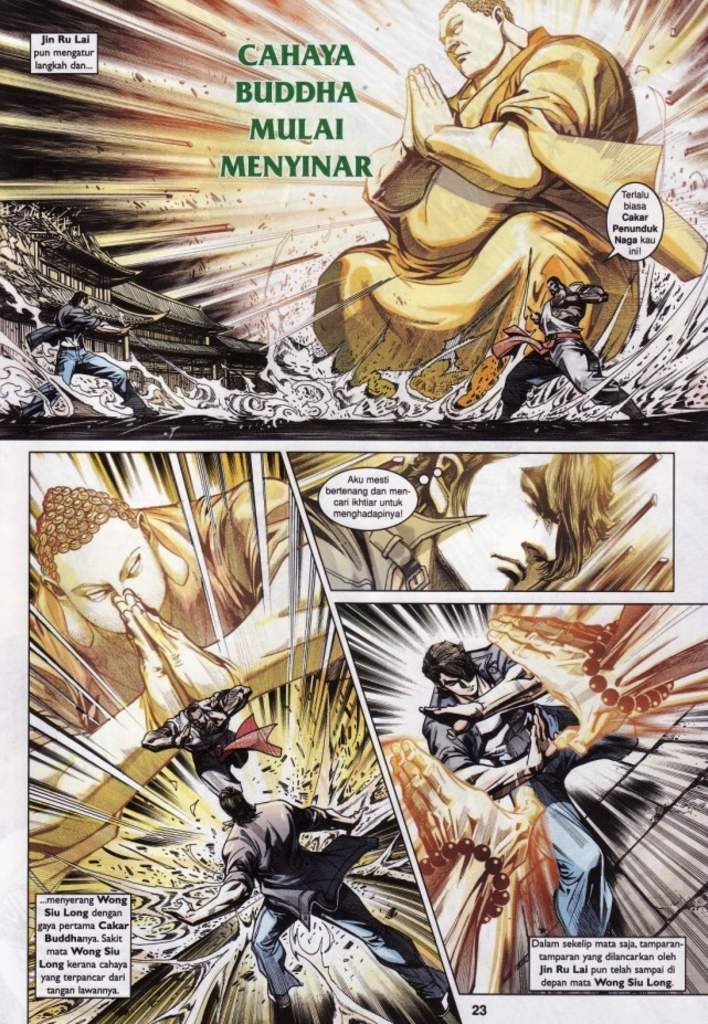 Jin Ru Lai
pun mengatur
langkah dan...
CAHAYA
BUDDHA
MULAI
MENYINAR
Terlalu
biasa
Cakar
Penunduk
Naga kau
ini!
Aku mesti
bertenang dan men-
cari ikhtiar untuk
menghadapinya!
...menyerang Wong
Siu Long dengan
gaya pertama Cakar
Buddhanya. Sakit
mata Wong Siu
Long kerana cahaya
yang terpancar dari
tangan lawannya.
Dalam sekelip mata saja, tamparan-
tamparan yang dilancarkan oleh
Jin Ru Lai pun telah sampai di
depan mata Wong Siu Long.
23